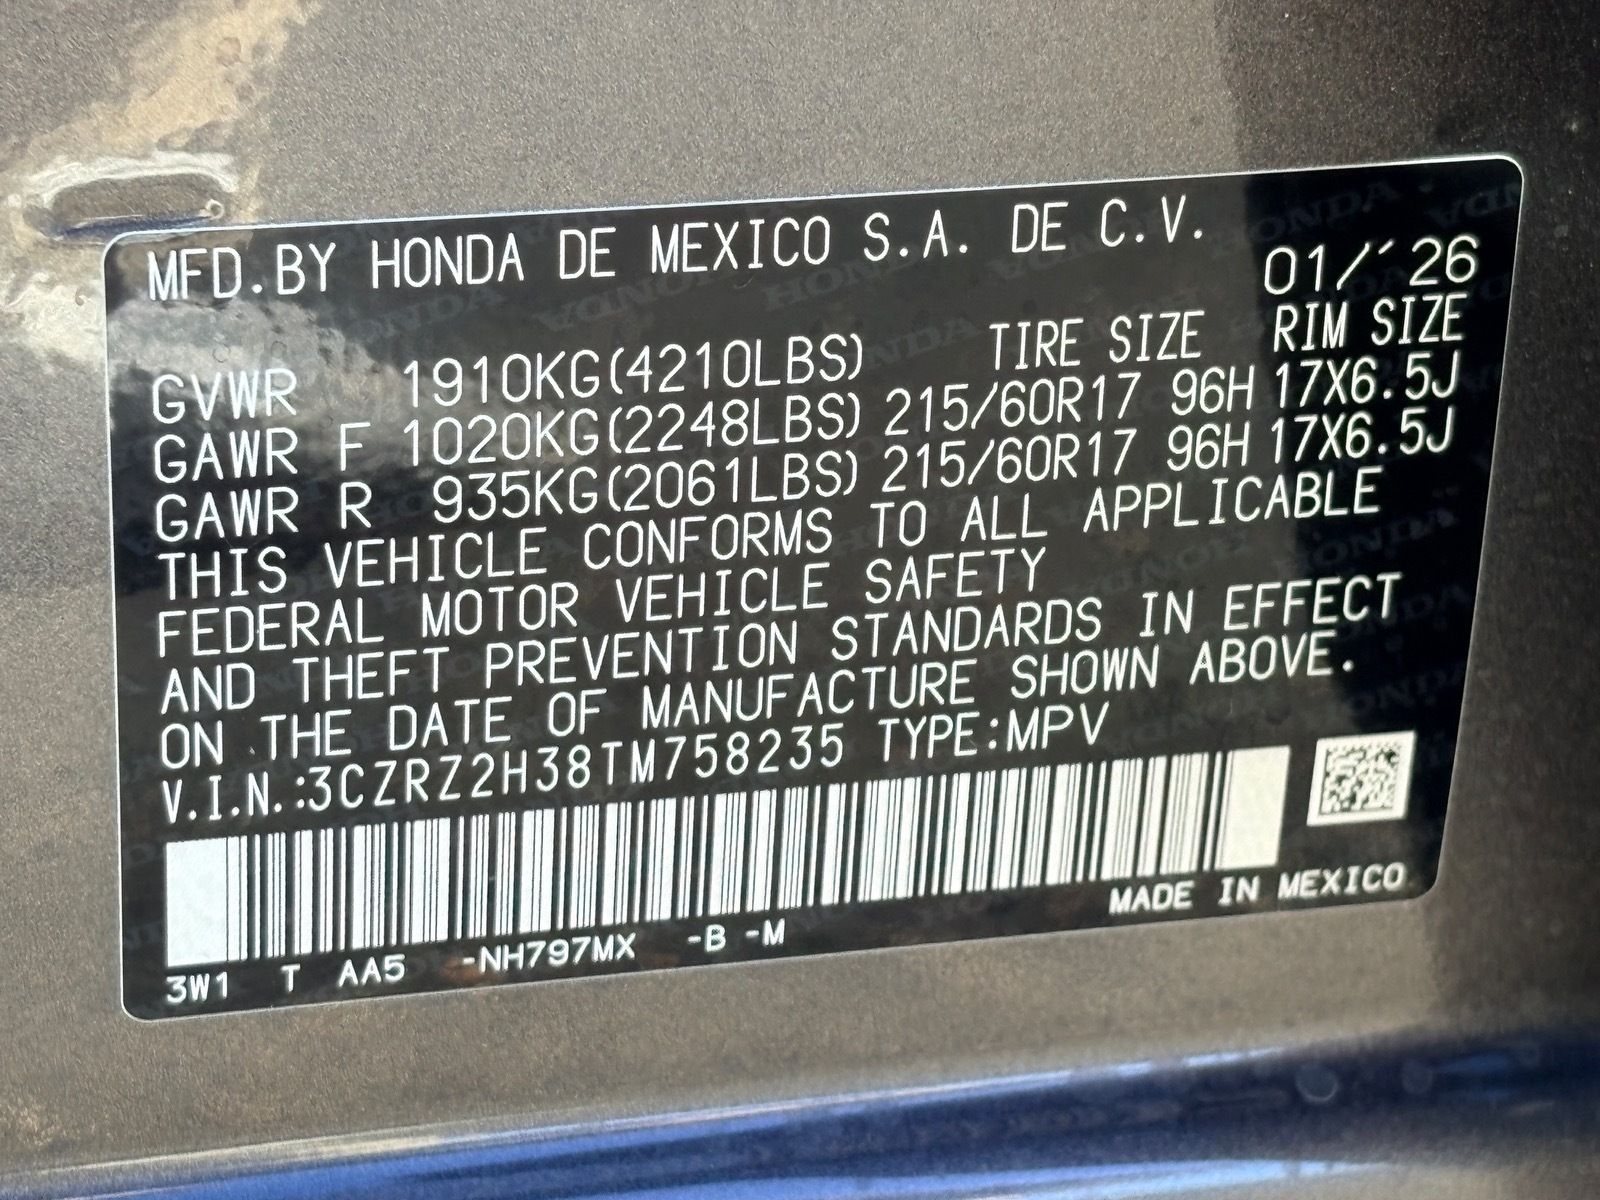 MFD.BY HONDA DE MEXICO S.A. DE C.V.
01/´26
GVWR 1910KG(4210LBS) TIRE SIZE RIM SIZE
GAWR F 1020KG(2248LBS) 215/60R17 96H 17X6.5J
GAWR R 935KG(2061LBS) 215/60R17 96H 17X6.5J
THIS VEHICLE CONFORMS TO ALL APPLICABLE
FEDERAL MOTOR VEHICLE SAFETY
AND THEFT PREVENTION STANDARDS IN EFFECT
ON THE DATE OF MANUFACTURE SHOWN ABOVE.
V.I.N.:3CZRZ2H38TM758235 TYPE:MPV
MADE IN MEXICO
3W1 T AA5 -NH797MX -B -M